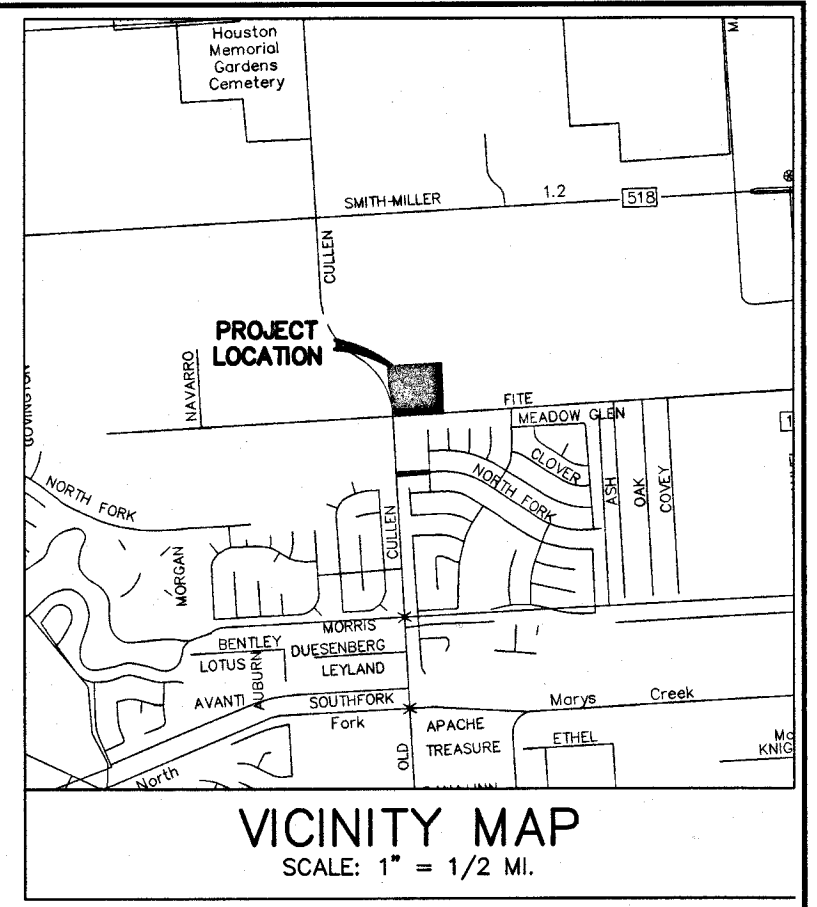 Houston
Memorial
Gardens
Cemetery
SMITH-MILLER
1.2
518
CULLEN
PROJECT
LOCATION
NAVARRO
FITE
MEADOW GLEN
CLOVER
NORTH FORK
NORTH FORK
ASH
OAK
COVEY
CULLEN
MORGAN
MORRIS
BENTLEY
DUESENBERG
LOTUS
AUBURN
LEYLAND
AVANTI
SOUTHFORK
Marys Creek
Fork
APACHE
ETHEL
TREASURE
OLD
North
VICINITY MAP
SCALE: 1" = 1/2 MI.